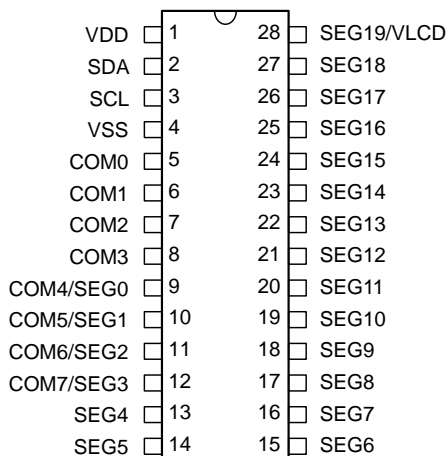 VDD 1 28 SEG19/VLCD
SDA 2 27 SEG18
SCL 3 26 SEG17
VSS 4 25 SEG16
COM0 5 24 SEG15
COM1 6 23 SEG14
COM2 7 22 SEG13
COM3 8 21 SEG12
COM4/SEG0 9 20 SEG11
COM5/SEG1 10 19 SEG10
COM6/SEG2 11 18 SEG9
COM7/SEG3 12 17 SEG8
SEG4 13 16 SEG7
SEG5 14 15 SEG6